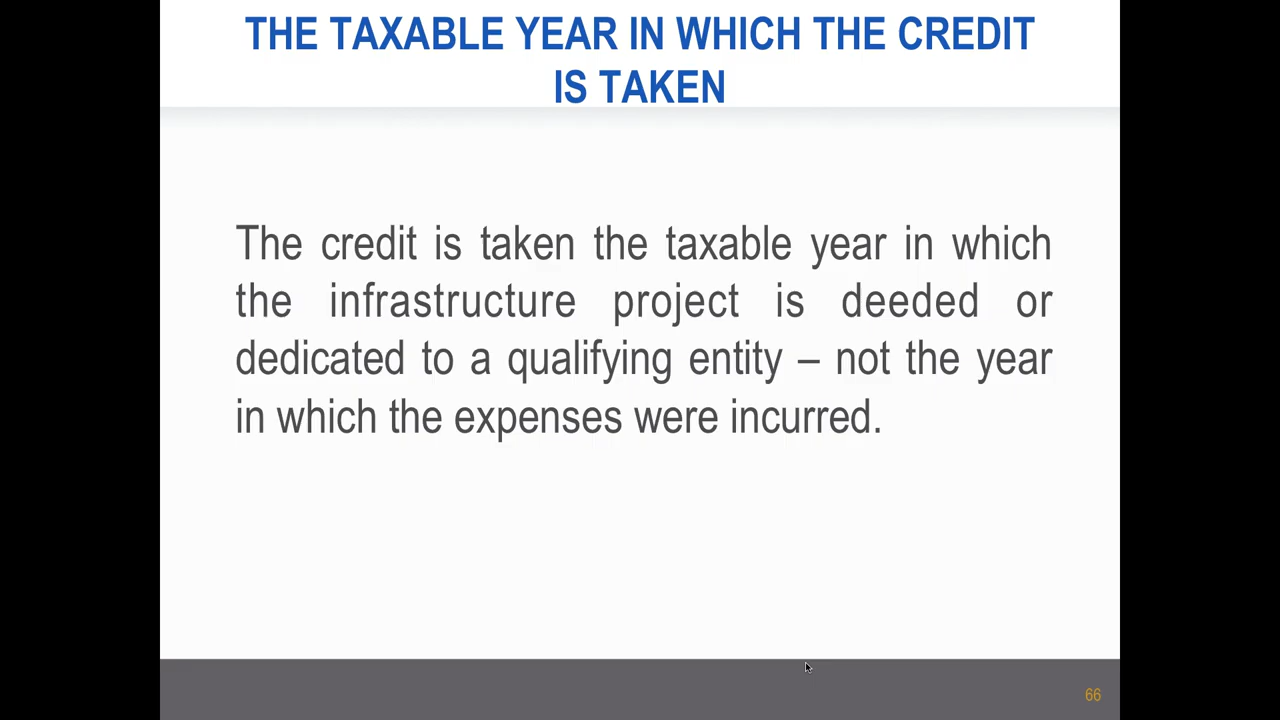 THE TAXABLE YEAR IN WHICH THE CREDIT
IS TAKEN
The credit is taken the taxable year in which
the infrastructure project is deeded or
dedicated to a qualifying entity – not the year
in which the expenses were incurred.
66